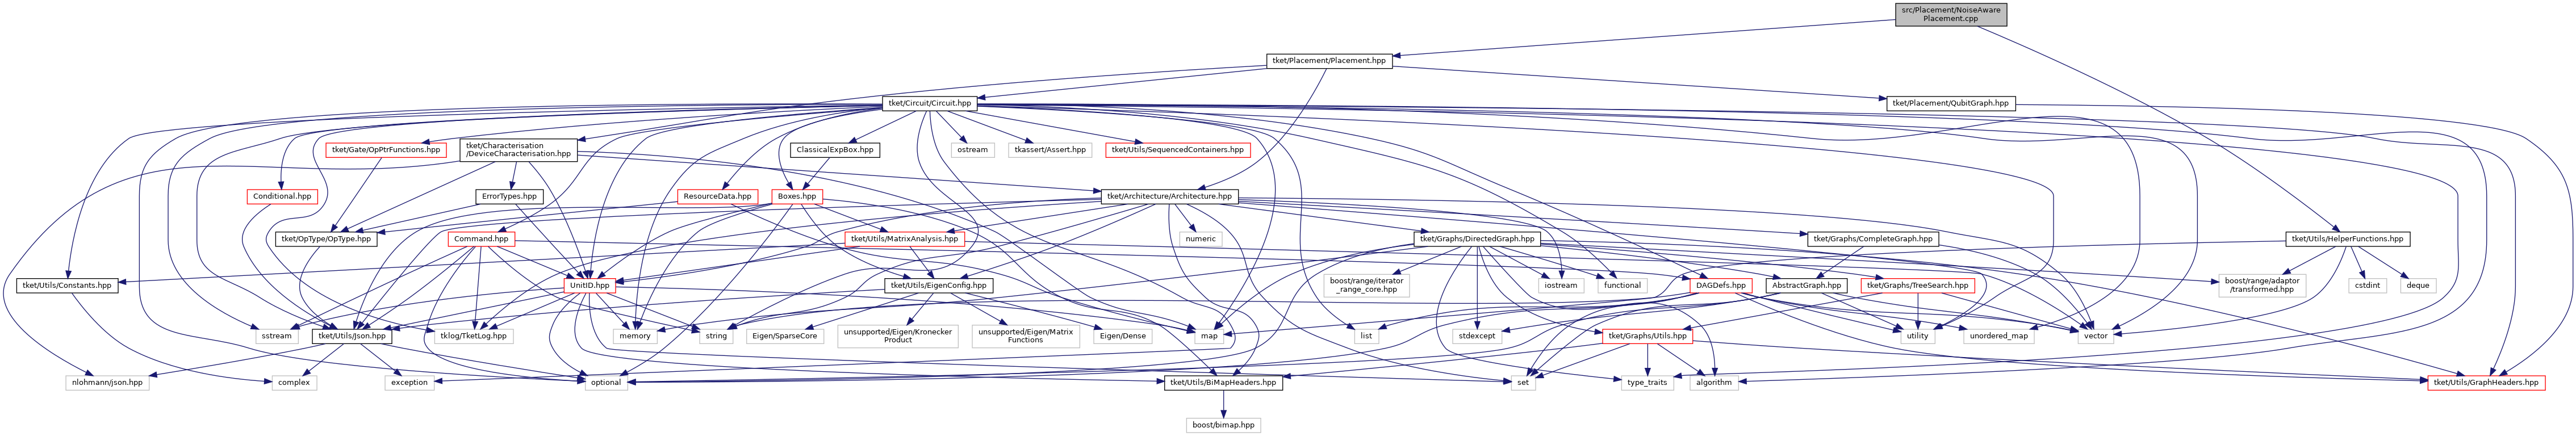 src/Placement/NoiseAware
Placement.cpp
tket/Placement/Placement.hpp
tket/Circuit/Circuit.hpp
tket/Placement/QubitGraph.hpp
tket/Gate/OpPtrFunctions.hpp
tket/Characterisation
/DeviceCharacterisation.hpp
ClassicalExpBox.hpp
ostream
tkassert/Assert.hpp
tket/Utils/SequencedContainers.hpp
Conditional.hpp
ErrorTypes.hpp
ResourceData.hpp
Boxes.hpp
tket/Architecture/Architecture.hpp
tket/OpType/OpType.hpp
Command.hpp
tket/Utils/MatrixAnalysis.hpp
numeric
tket/Graphs/DirectedGraph.hpp
tket/Graphs/CompleteGraph.hpp
tket/Utils/HelperFunctions.hpp
tket/Utils/Constants.hpp
UnitID.hpp
tket/Utils/EigenConfig.hpp
boost/range/iterator
_range_core.hpp
iostream
functional
DAGDefs.hpp
AbstractGraph.hpp
tket/Graphs/TreeSearch.hpp
boost/range/adaptor
/transformed.hpp
cstdint
deque
sstream
tket/Utils/Json.hpp
tklog/TketLog.hpp
memory
string
Eigen/SparseCore
unsupported/Eigen/Kronecker
Product
unsupported/Eigen/Matrix
Functions
Eigen/Dense
map
list
stdexcept
tket/Graphs/Utils.hpp
utility
unordered_map
vector
nlohmann/json.hpp
complex
exception
optional
tket/Utils/BiMapHeaders.hpp
set
type_traits
algorithm
tket/Utils/GraphHeaders.hpp
boost/bimap.hpp